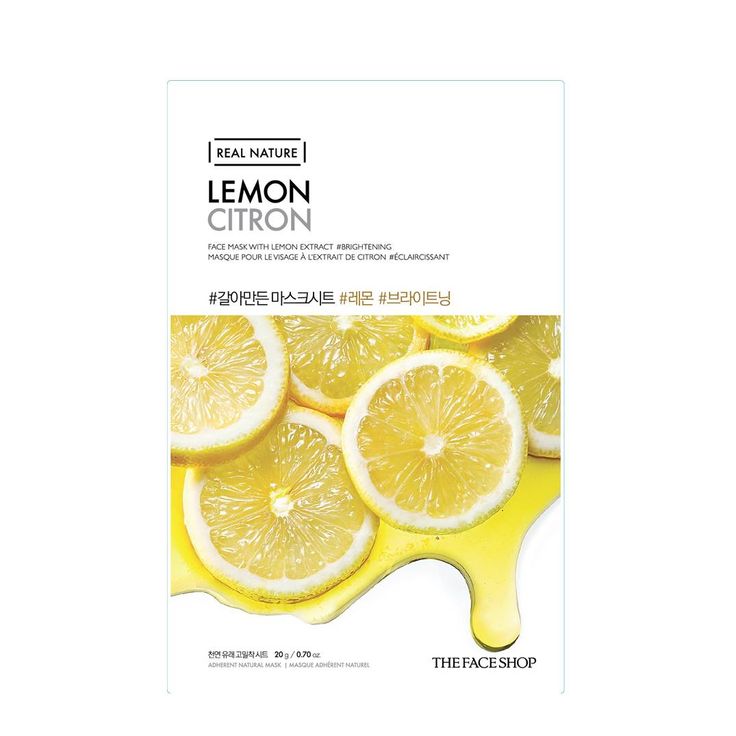 REAL NATURE
LEMON
CITRON
FACE MASK WITH LEMON EXTRACT #BRIGHTENING
MASQUE POUR LE VISAGE À L'EXTRAIT DE CITRON #ÉCLAIRCISSANT
#갈아만든 마스크시트 #레몬 #브라이트닝
천연 유래 고밀착 시트 20 g / 0.70 oz.
ADHERENT NATURAL MASK | MASQUE ADHÉRENT NATUREL
THE FACE SHOP